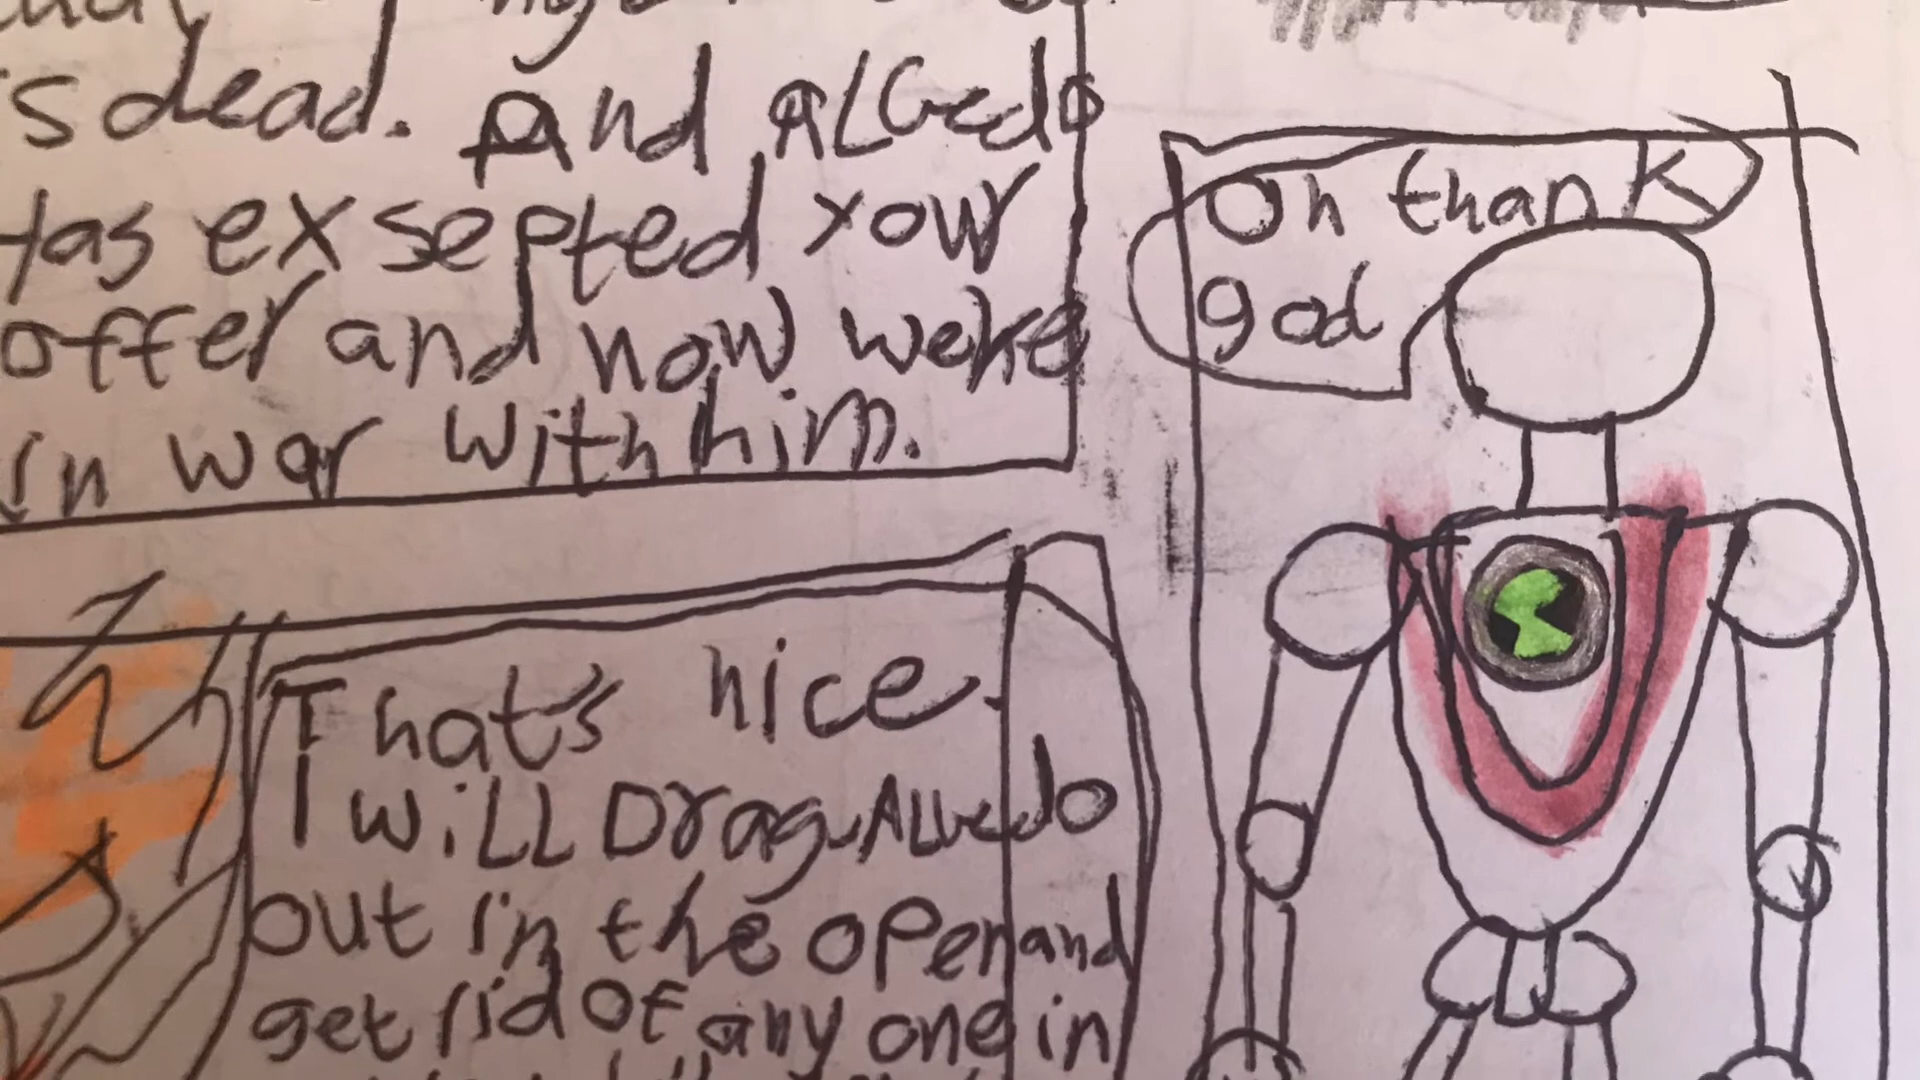 is dead. And ALbedo
has exsepted your
offer and now were
in war with him.
Oh thank
god
That's nice.
I wiLL Drag ALbedo
out in the open and
get rid of any one in